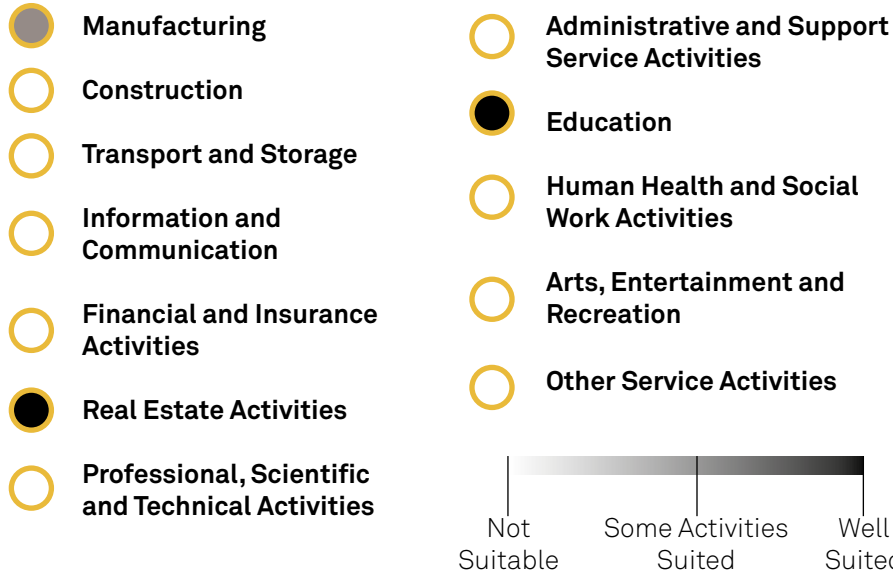 Manufacturing
Construction
Transport and Storage
Information and
Communication
Financial and Insurance
Activities
Real Estate Activities
Professional, Scientific
and Technical Activities
Administrative and Support
Service Activities
Education
Human Health and Social
Work Activities
Arts, Entertainment and
Recreation
Other Service Activities
Not
Suitable
Some Activities
Suited
Well
Suited